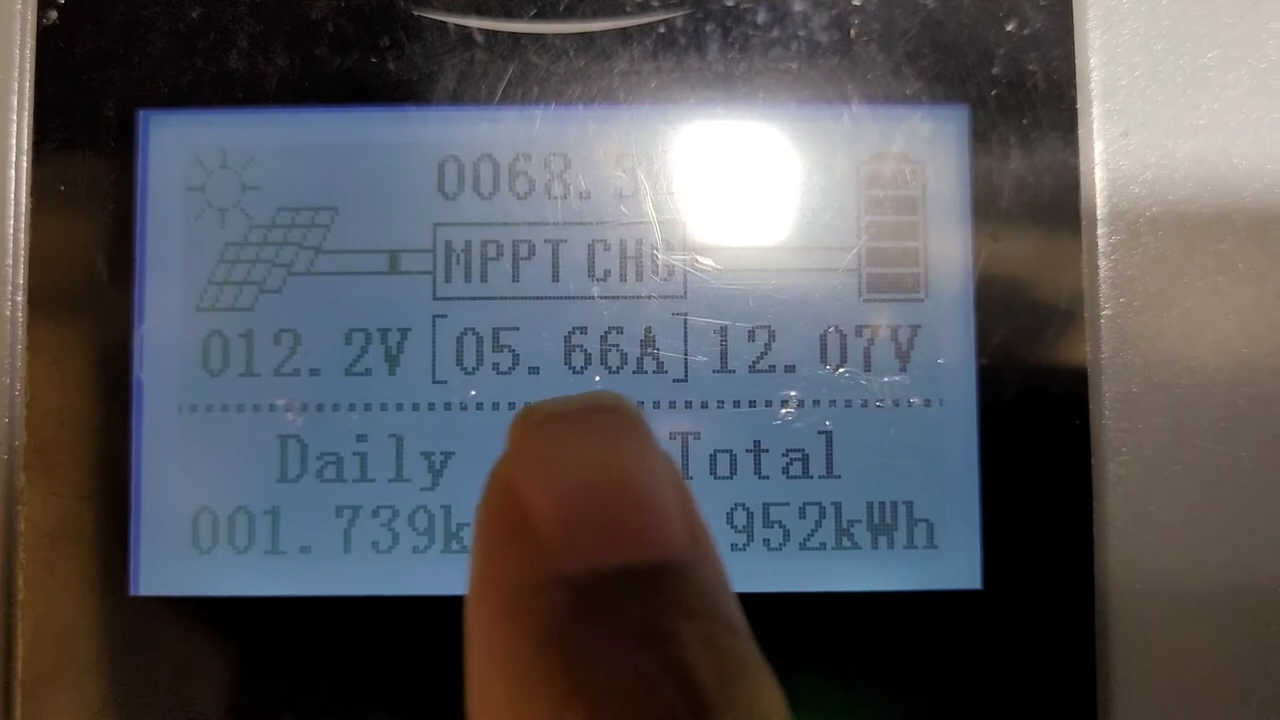 0068.3
MPPT CHG
012.2V [05.66A] 12.07V
Daily Total
001.739k 952kWh